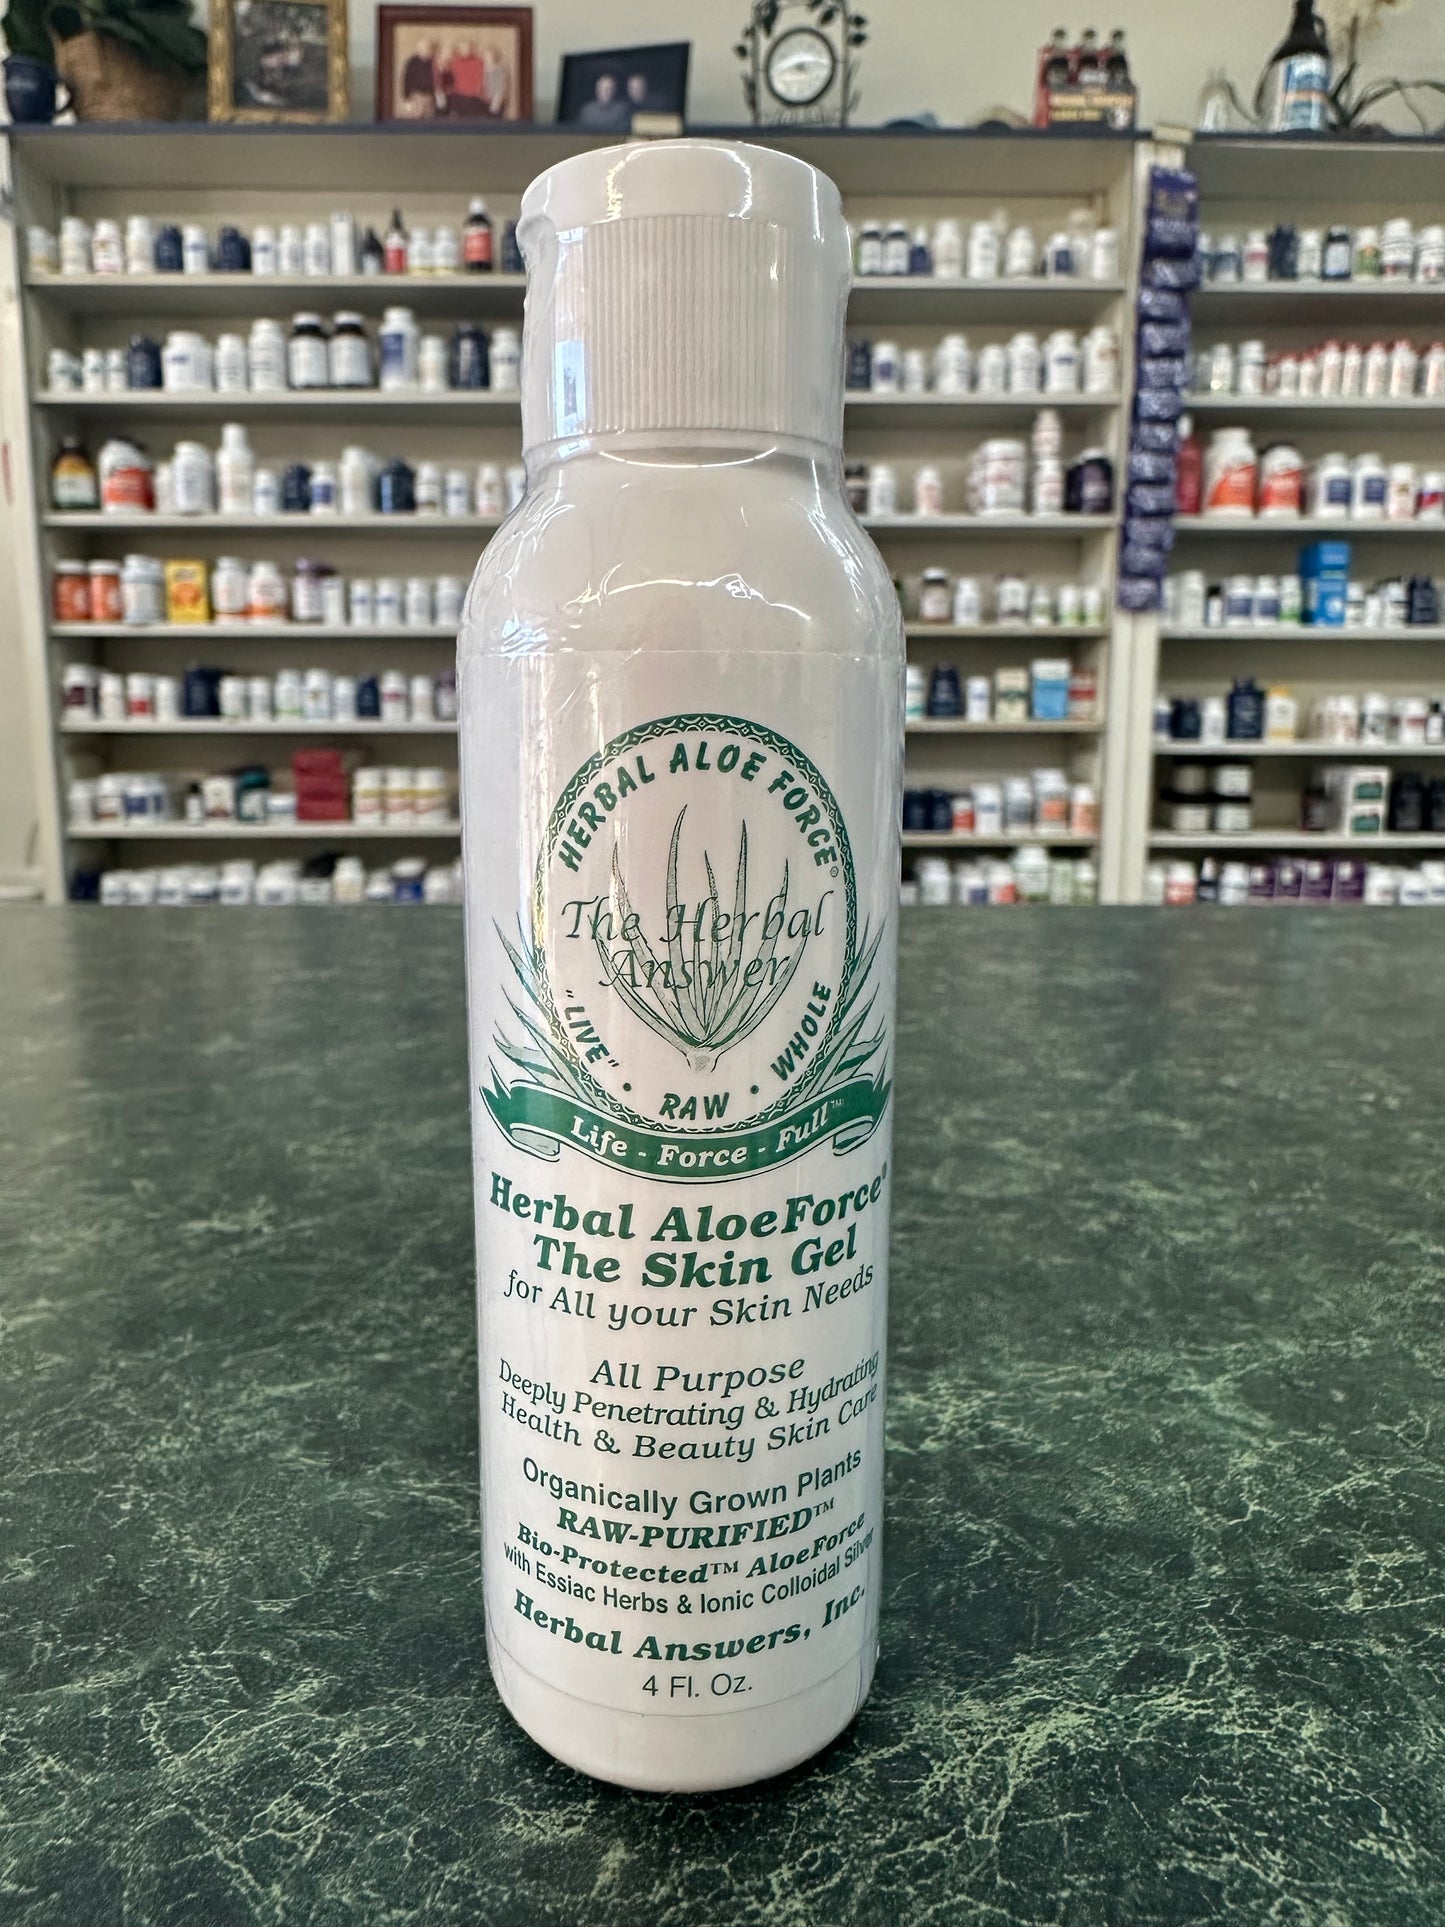 HERBAL ALOE FORCE®
The Herbal
Answer
"LIVE" • RAW • WHOLE
Life - Force - Full™
Herbal AloeForce®
The Skin Gel
for All your Skin Needs
All Purpose
Deeply Penetrating & Hydrating
Health & Beauty Skin Care
Organically Grown Plants
RAW-PURIFIED™
Bio-Protected™ AloeForce
with Essiac Herbs & Ionic Colloidal Silver
Herbal Answers, Inc.
4 Fl. Oz.